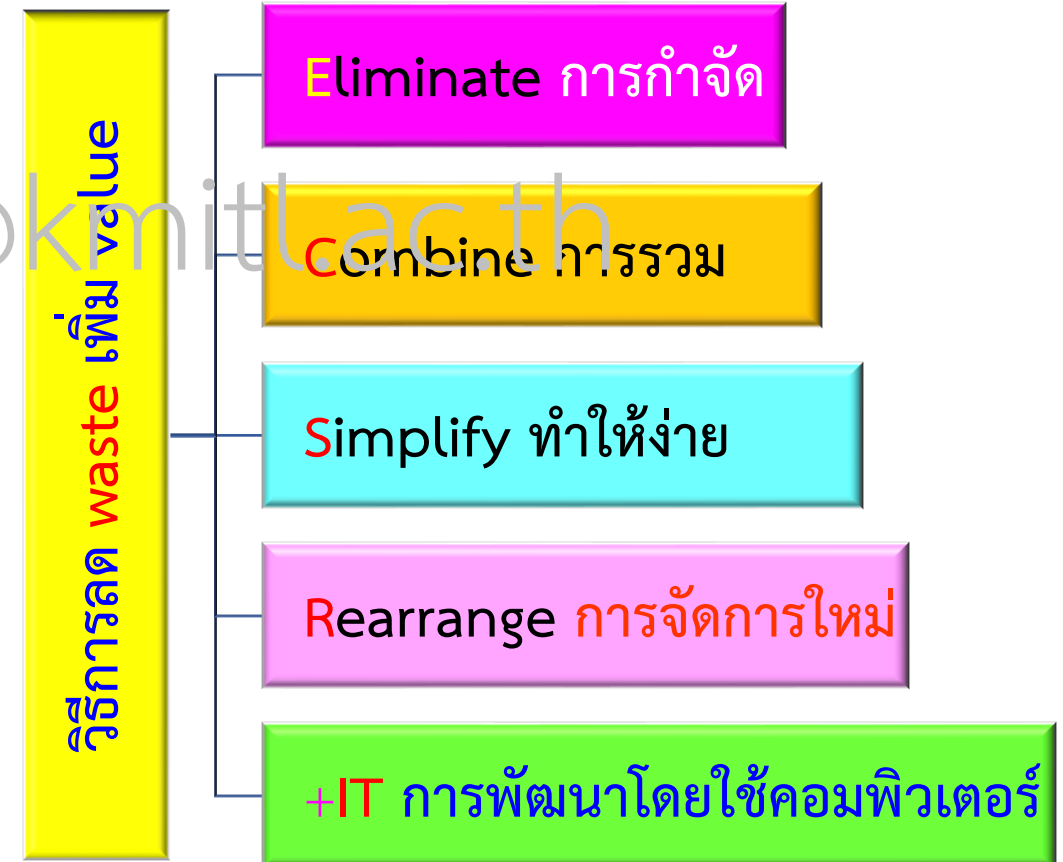 วิธีการลด waste เพิ่ม value
Eliminate การกำจัด
Combine การรวม
Simplify ทำให้ง่าย
Rearrange การจัดการใหม่
+IT การพัฒนาโดยใช้คอมพิวเตอร์
kmitl.ac.th